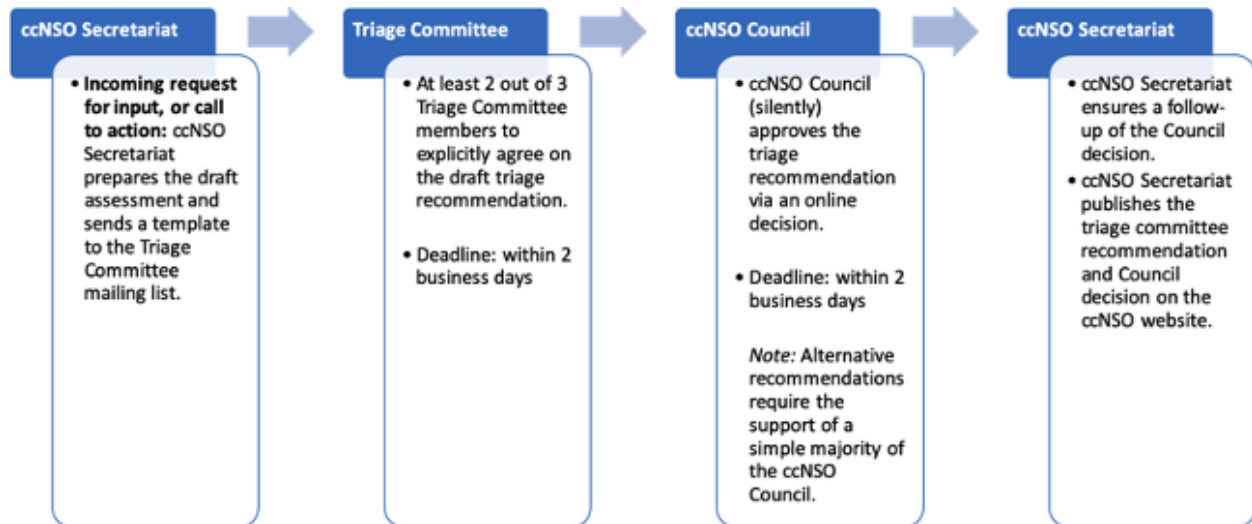 ccNSO Secretariat
• Incoming request
for input, or call
to action: ccNSO
Secretariat
prepares the draft
assessment and
sends a template
to the Triage
Committee
mailing list.
Triage Committee
• At least 2 out of 3
Triage Committee
members to
explicitly agree on
the draft triage
recommendation.
• Deadline: within 2
business days
ccNSO Council
• ccNSO Council
(silently)
approves the
triage
recommendation
via an online
decision.
• Deadline: within 2
business days
Note: Alternative
recommendations
require the
support of a
simple majority of
the ccNSO
Council.
ccNSO Secretariat
• ccNSO Secretariat
ensures a follow-
up of the Council
decision.
• ccNSO Secretariat
publishes the
triage committee
recommendation
and Council
decision on the
ccNSO website.